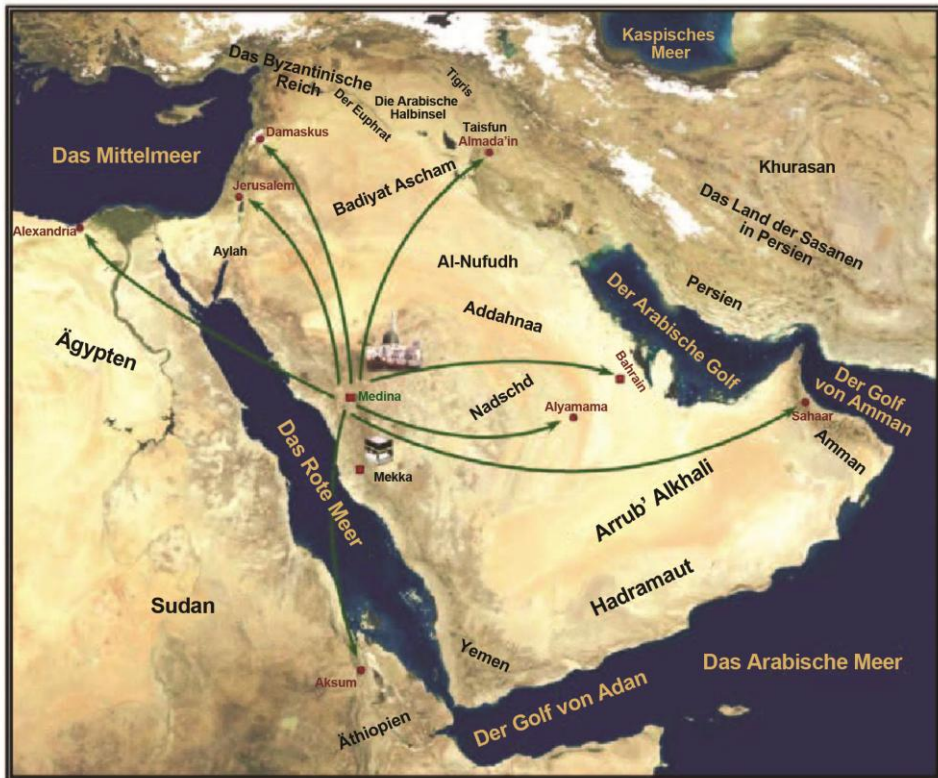 Kaspisches
Meer
Das Byzantinische
Reich
Tigris
Der Euphrat
Die Arabische
Halbinsel
Taisfun
Almada'in
Damaskus
Das Mittelmeer
Jerusalem
Badiyat Ascham
Khurasan
Das Land der Sasanen
in Persien
Alexandria
Aylah
Al-Nufudh
Persien
Addahnaa
Der Arabische Golf
Ägypten
Bahrain
Der Golf
von Amman
Medina
Nadschd
Alyamama
Sahaar
Amman
Das Rote Meer
Mekka
Arrub' Alkhali
Hadramaut
Sudan
Yemen
Das Arabische Meer
Aksum
Der Golf von Adan
Äthiopien